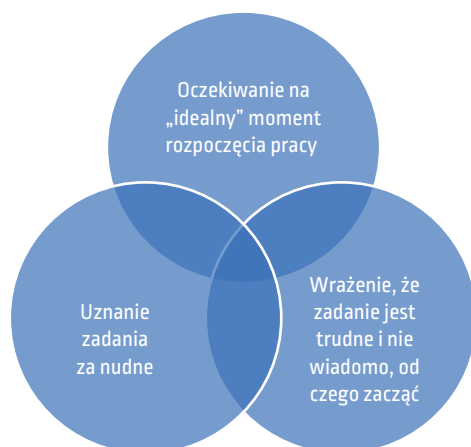 Oczekiwanie na
„idealny” moment
rozpoczęcia pracy
Uznanie
zadania
za nudne
Wrażenie, że
zadanie jest
trudne i nie
wiadomo, od
czego zacząć